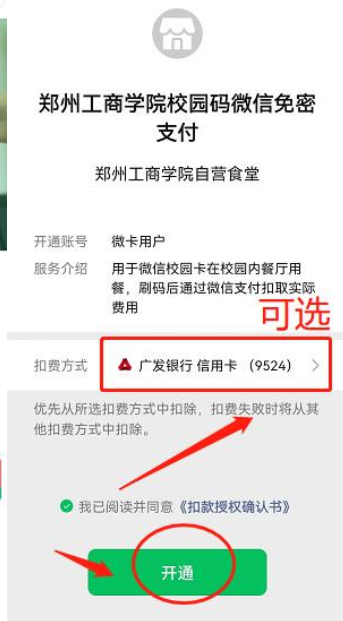 郑州工商学院校园码微信免密
支付
郑州工商学院自营食堂
开通账号 微卡用户
服务介绍 用于微信校园卡在校园内餐厅用
餐，刷码后通过微信支付扣取实际
费用
可选
扣费方式 广发银行 信用卡 （9524）
优先从所选扣费方式中扣除，扣费失败时将从其
他扣费方式中扣除。
我已阅读并同意《扣款授权确认书》
开通